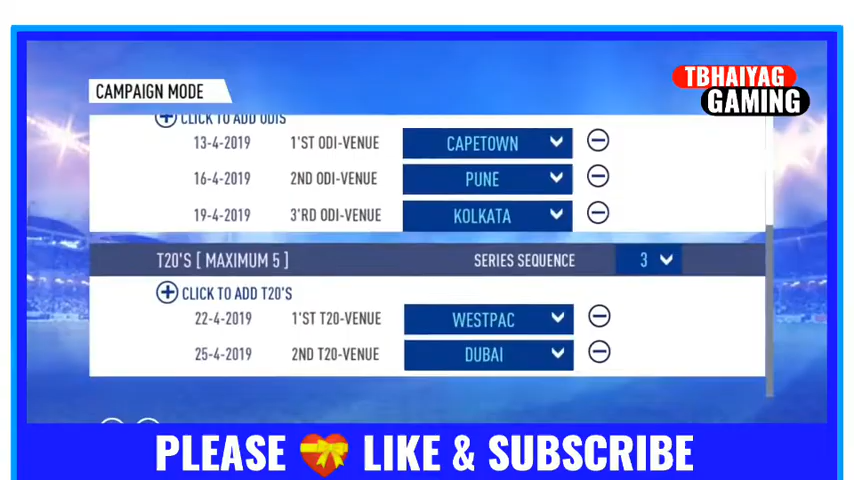 TBHAIYAG
GAMING
CAMPAIGN MODE
CLICK TO ADD ODIS
13-4-2019 1'ST ODI-VENUE CAPETOWN
16-4-2019 2ND ODI-VENUE PUNE
19-4-2019 3'RD ODI-VENUE KOLKATA
T20'S [ MAXIMUM 5 ] SERIES SEQUENCE 3
CLICK TO ADD T20'S
22-4-2019 1'ST T20-VENUE WESTPAC
25-4-2019 2ND T20-VENUE DUBAI
PLEASE 💝 LIKE & SUBSCRIBE